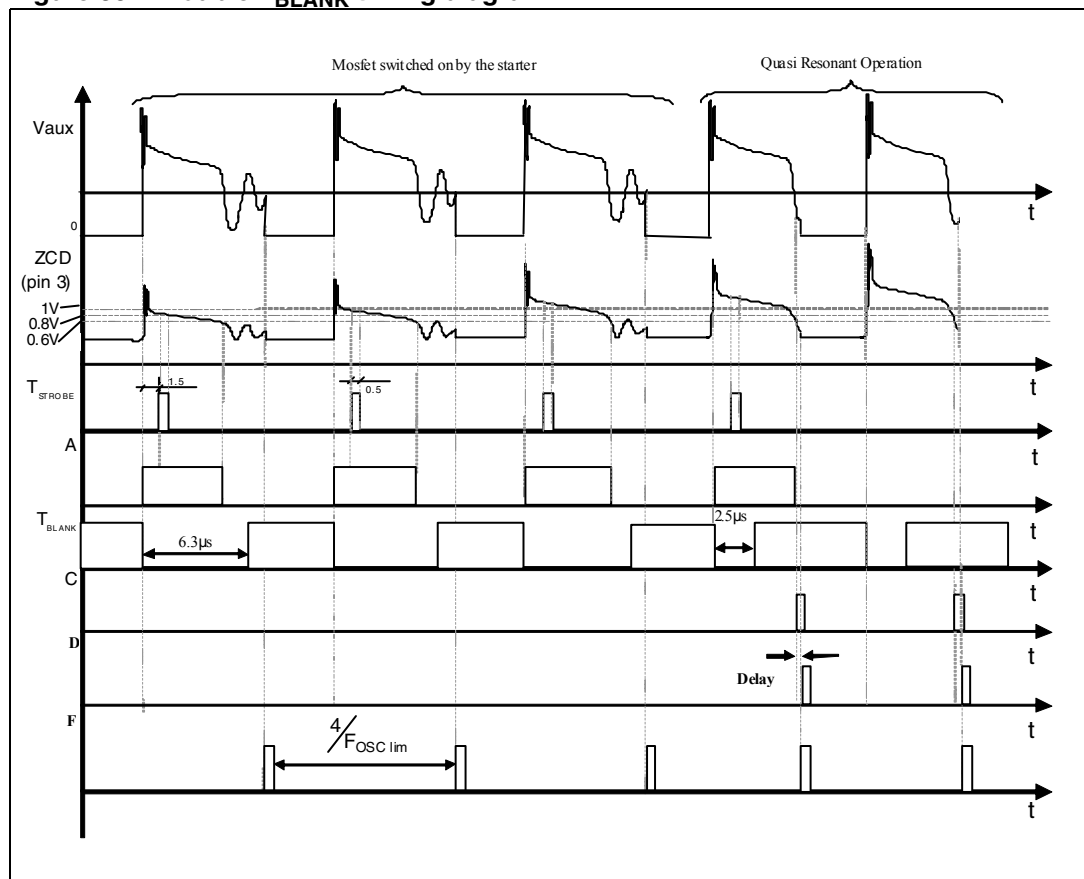 Mosfet switched on by the starter
Quasi Resonant Operation
Vaux
t
0
ZCD
(pin 3)
1V
0.8V
0.6V
t
1.5
0.5
TSTROBE
t
A
t
TBLANK
2.5µs
6.3µs
t
C
t
D
Delay
t
F
4/FOSC lim
t